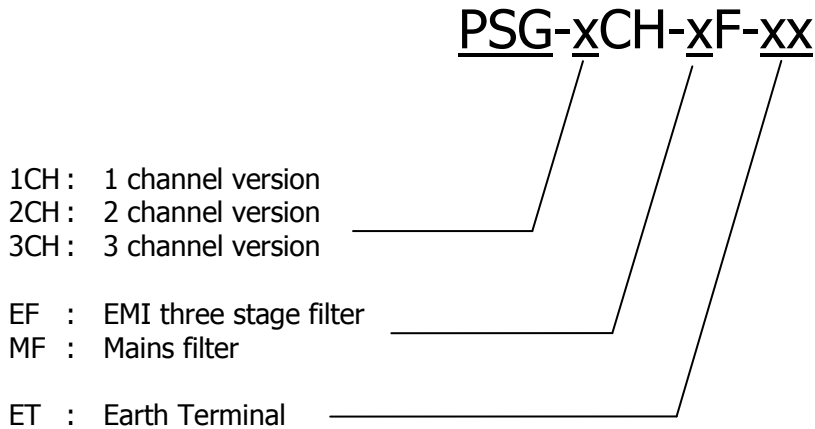 PSG-xCH-xF-xx
1CH : 1 channel version
2CH : 2 channel version
3CH : 3 channel version
EF : EMI three stage filter
MF : Mains filter
ET : Earth Terminal